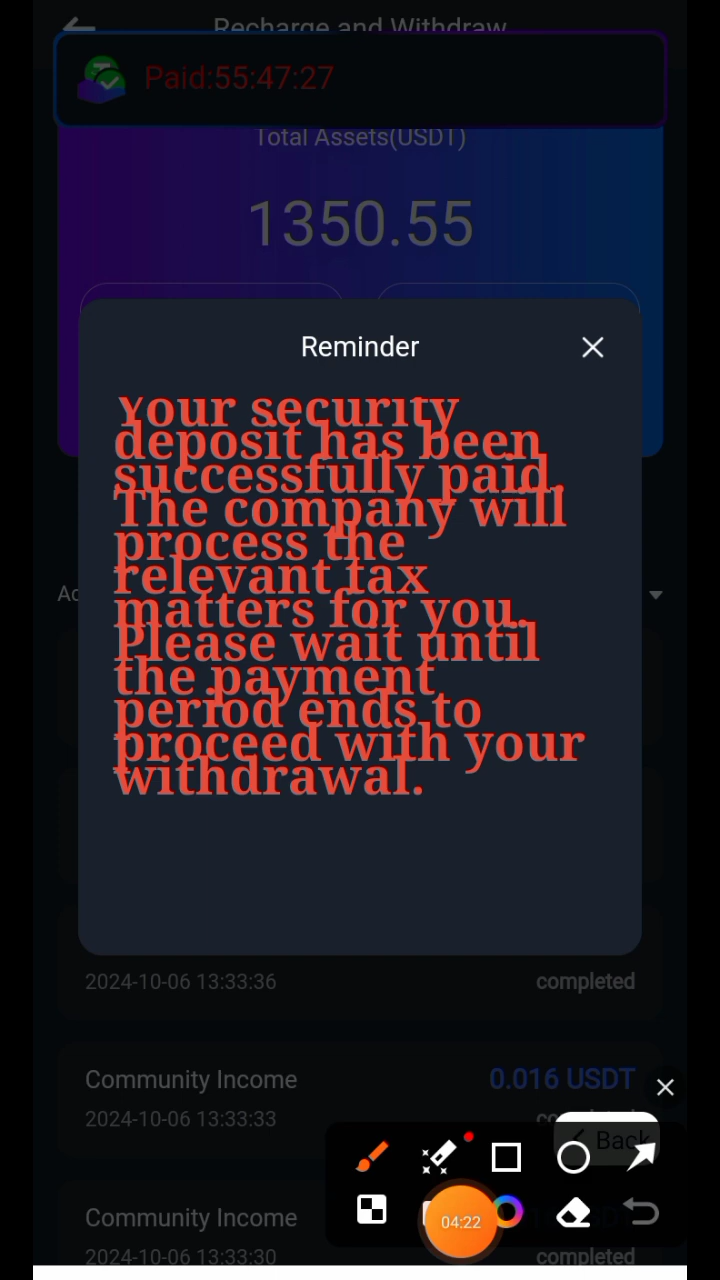 Recharge and Withdraw
Paid:55:47:27
Total Assets(USDT)
1350.55
Reminder
Your security
deposit has been
successfully paid.
The company will
process the
relevant tax
matters for you.
Please wait until
the payment
period ends to
proceed with your
withdrawal.
2024-10-06 13:33:36 completed
Community Income 0.016 USDT
2024-10-06 13:33:33
Back
Community Income
04:22
2024-10-06 13:33:30 completed